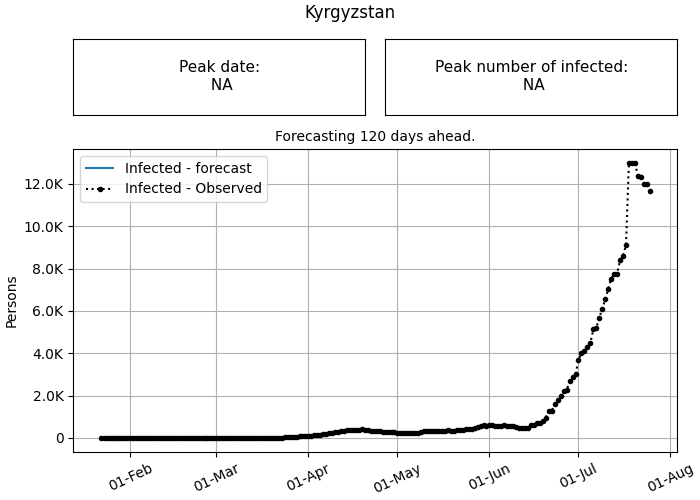 Kyrgyzstan
Peak date:
NA
Peak number of infected:
NA
Forecasting 120 days ahead.
Infected - forecast
Infected - Observed
12.0K
10.0K
8.0K
6.0K
4.0K
2.0K
0
Persons
01-Feb
01-Mar
01-Apr
01-May
01-Jun
01-Jul
01-Aug